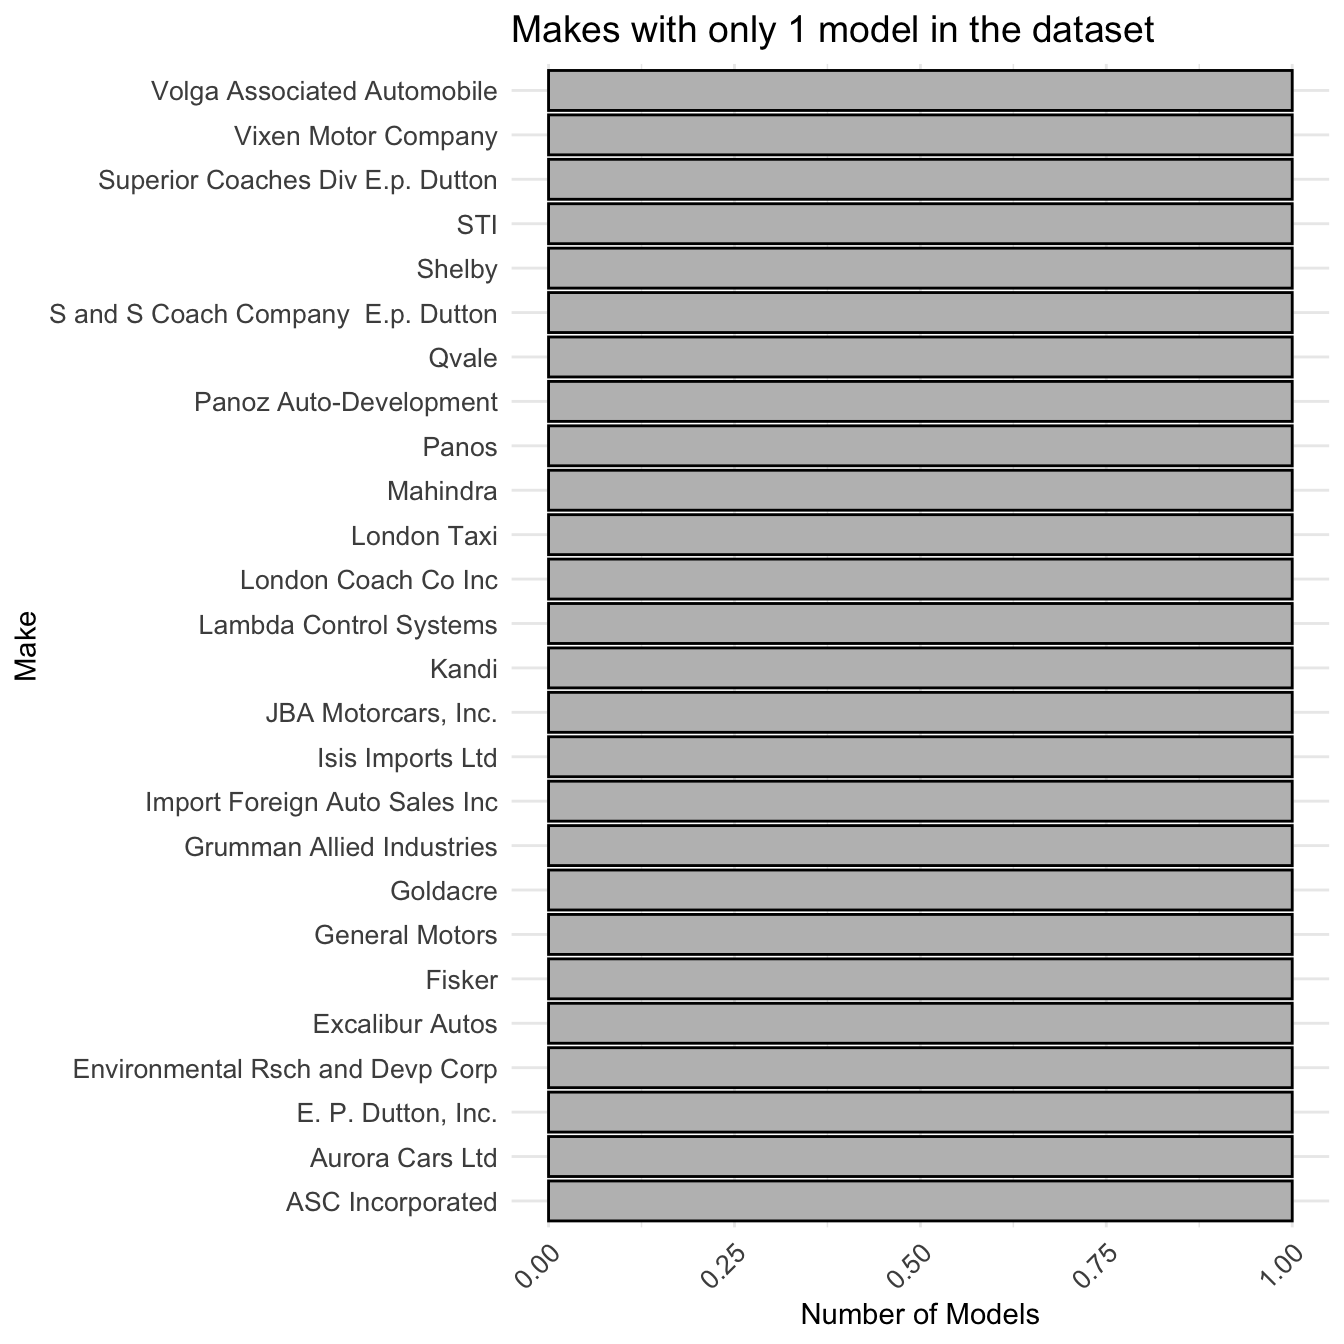 Makes with only 1 model in the dataset
Volga Associated Automobile
Vixen Motor Company
Superior Coaches Div E.p. Dutton
STI
Shelby
S and S Coach Company  E.p. Dutton
Qvale
Panoz Auto-Development
Panos
Mahindra
London Taxi
London Coach Co Inc
Lambda Control Systems
Kandi
JBA Motorcars, Inc.
Isis Imports Ltd
Import Foreign Auto Sales Inc
Grumman Allied Industries
Goldacre
General Motors
Fisker
Excalibur Autos
Environmental Rsch and Devp Corp
E. P. Dutton, Inc.
Aurora Cars Ltd
ASC Incorporated
Make
0.00 0.25 0.50 0.75 1.00
Number of Models